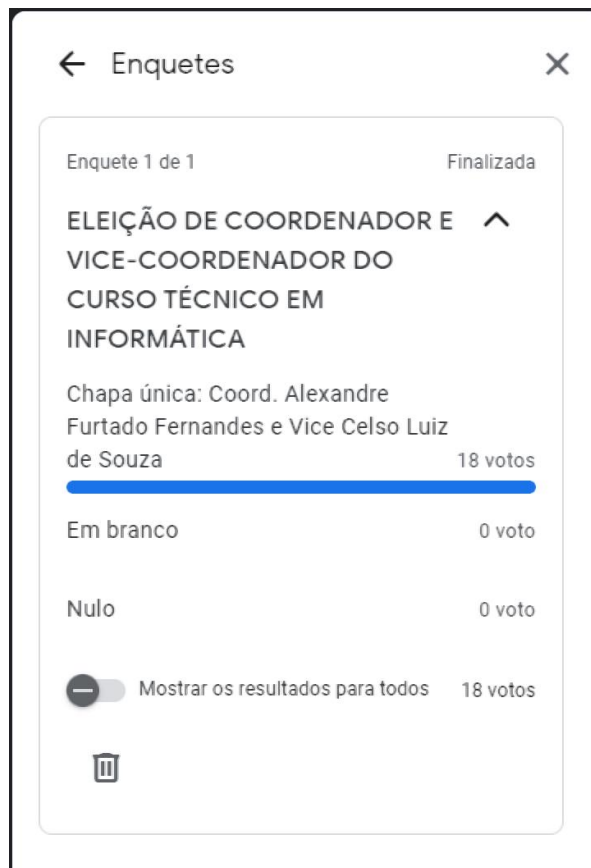 Enquetes
Enquete 1 de 1 Finalizada
ELEIÇÃO DE COORDENADOR E
VICE-COORDENADOR DO
CURSO TÉCNICO EM
INFORMÁTICA
Chapa única: Coord. Alexandre
Furtado Fernandes e Vice Celso Luiz
de Souza 18 votos
Em branco 0 voto
Nulo 0 voto
Mostrar os resultados para todos 18 votos